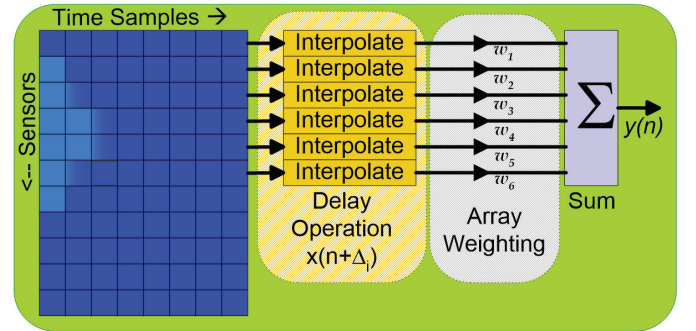 Time Samples →
<-- Sensors
Interpolate
Interpolate
Interpolate
Interpolate
Interpolate
Interpolate
Delay
Operation
x(n+Δi)
w1
w2
w3
w4
w5
w6
Array
Weighting
Σ
Sum
y(n)